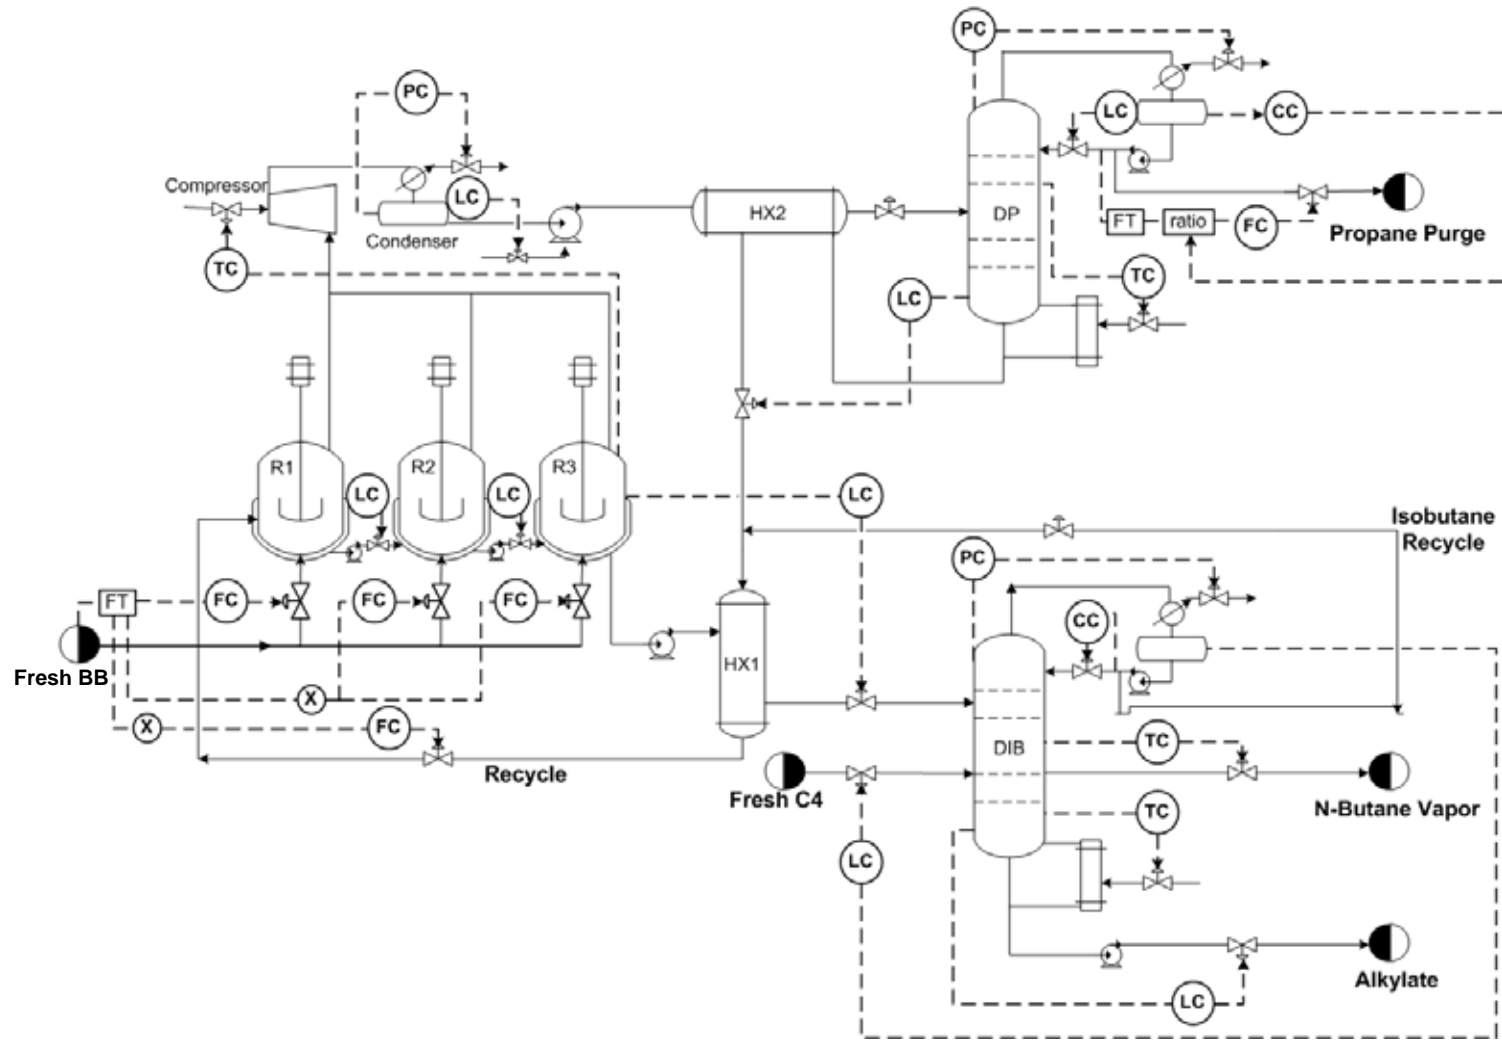 PC
PC
LC
CC
Compressor
LC
HX2
DP
FT
ratio
FC
Propane Purge
Condenser
TC
TC
LC
R1
R2
R3
LC
LC
LC
Isobutane
Recycle
PC
FT
FC
FC
FC
CC
HX1
Fresh BB
X
X
FC
DIB
TC
Recycle
Fresh C4
N-Butane Vapor
TC
LC
Alkylate
LC